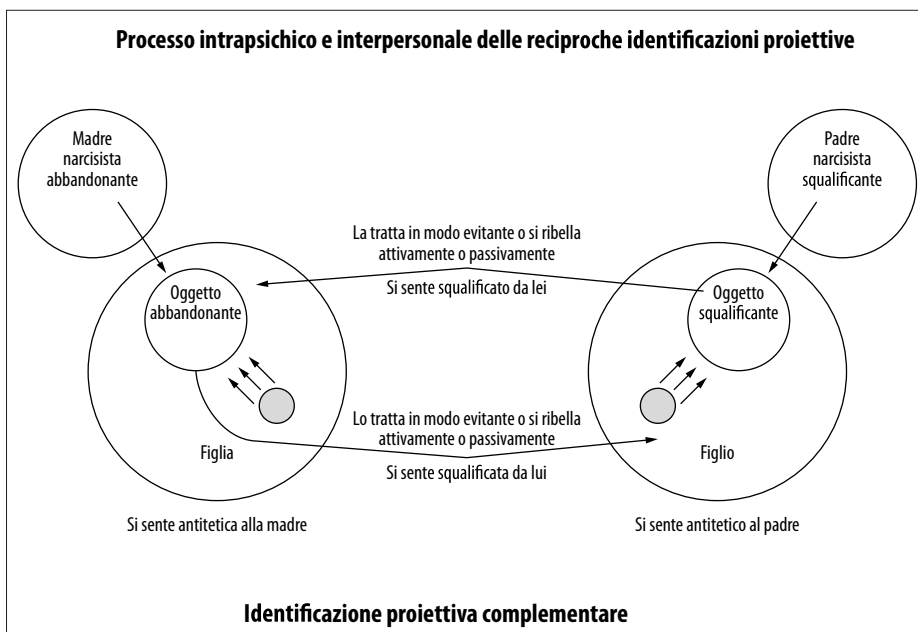 Processo intrapsichico e interpersonale delle reciproche identificazioni proiettive
Madre
narcisista
abbandonante
Padre
narcisista
squalificante
La tratta in modo evitante o si ribella
attivamente o passivamente
Si sente squalificato da lei
Oggetto
abbandonante
Oggetto
squalificante
Lo tratta in modo evitante o si ribella
attivamente o passivamente
Si sente squalificata da lui
Figlia
Figlio
Si sente antitetica alla madre
Si sente antitetico al padre
Identificazione proiettiva complementare